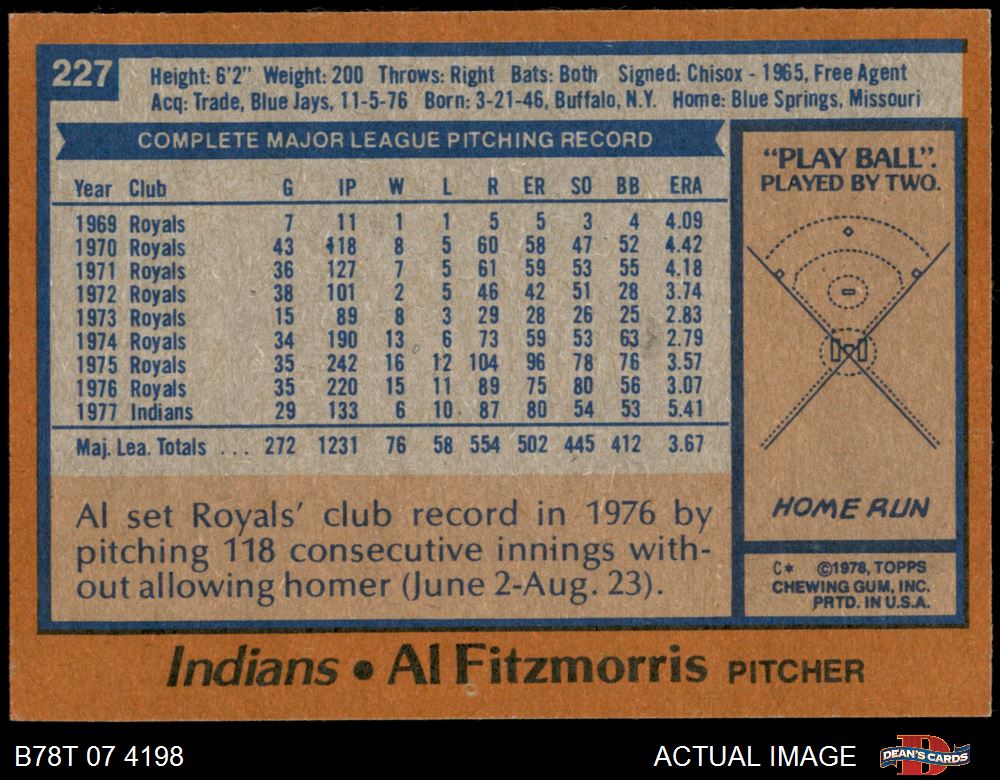 227
Height: 6'2" Weight: 200 Throws: Right Bats: Both Signed: Chisox - 1965, Free Agent
Acq: Trade, Blue Jays, 11-5-76 Born: 3-21-46, Buffalo, N.Y. Home: Blue Springs, Missouri
COMPLETE MAJOR LEAGUE PITCHING RECORD
Year Club G IP W L R ER SO BB ERA
1969 Royals 7 11 1 1 5 5 3 4 4.09
1970 Royals 43 118 8 5 60 58 47 52 4.42
1971 Royals 36 127 7 5 61 59 53 55 4.18
1972 Royals 38 101 2 5 46 42 51 28 3.74
1973 Royals 15 89 8 3 29 28 26 25 2.83
1974 Royals 34 190 13 6 73 59 53 63 2.79
1975 Royals 35 242 16 12 104 96 78 76 3.57
1976 Royals 35 220 15 11 89 75 80 56 3.07
1977 Indians 29 133 6 10 87 80 54 53 5.41
Maj. Lea. Totals ... 272 1231 76 58 554 502 445 412 3.67
Al set Royals' club record in 1976 by
pitching 118 consecutive innings with-
out allowing homer (June 2-Aug. 23).
"PLAY BALL".
PLAYED BY TWO.
HOME RUN
C* ©1978, TOPPS
CHEWING GUM, INC.
PRTD. IN U.S.A.
Indians • Al Fitzmorris PITCHER
B78T 07 4198
ACTUAL IMAGE
DEAN'S CARDS